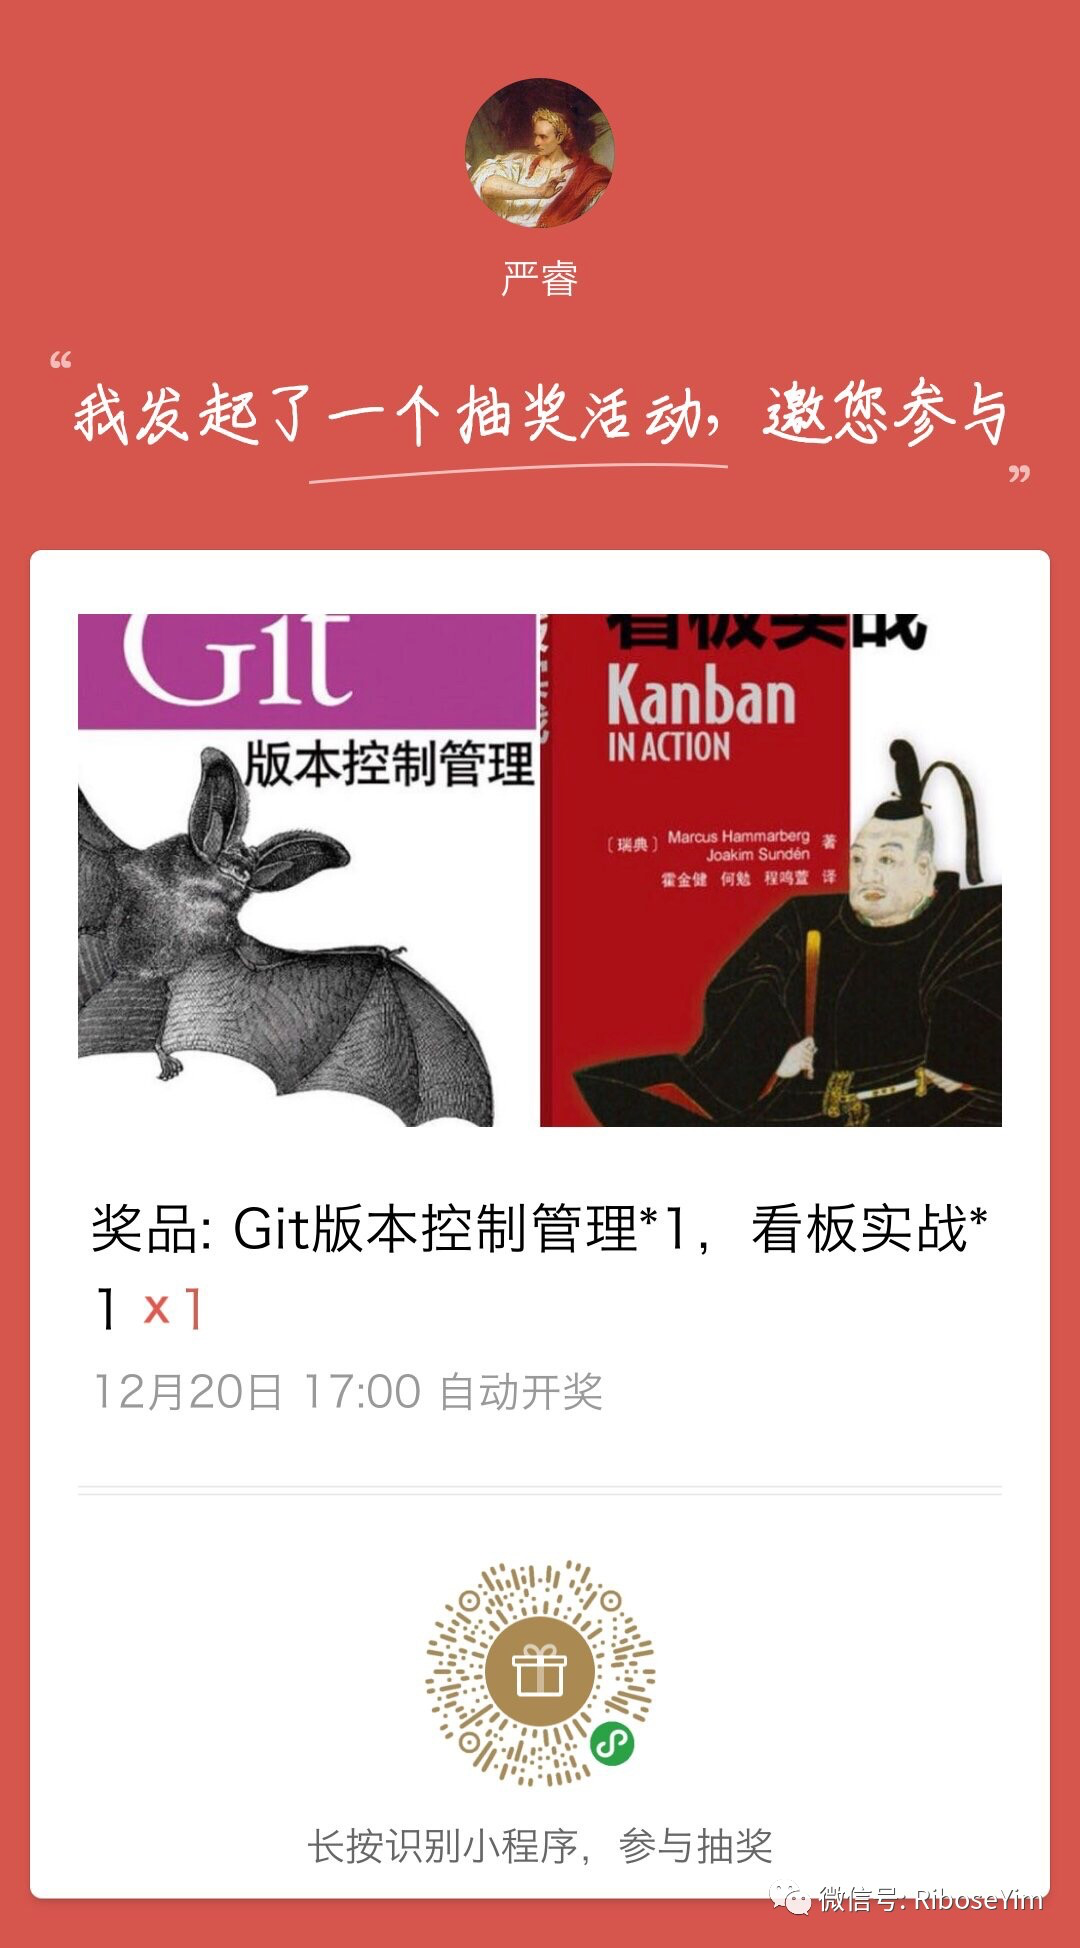 严睿
“我发起了一个抽奖活动，邀您参与”
Git
版本控制管理
看板实战
Kanban
IN ACTION
〔瑞典〕 Marcus Hammarberg 著
Joakim Sundén
霍金健 何勉 程鸣萱 译
奖品: Git版本控制管理*1，看板实战*
1 x 1
12月20日 17:00 自动开奖
长按识别小程序，参与抽奖
微信号: RiboseYim